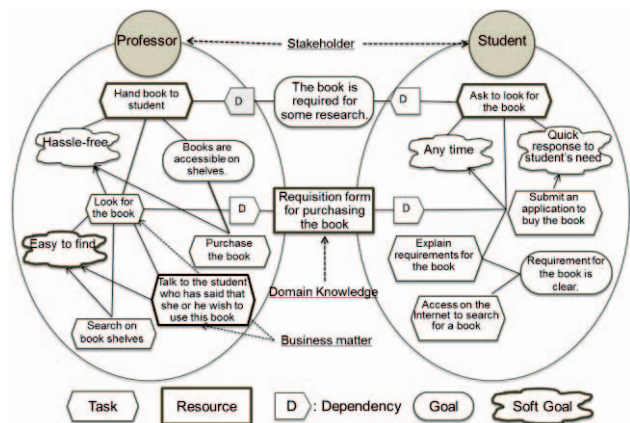 Professor
Stakeholder
Student
Hand book to
student
D
The book is
required for
some research.
D
Ask to look for
the book
Hassle-free
Books are
accessible on
shelves.
Any time
Quick
response to
student's need
Look for
the book
D
Requisition form
for purchasing
the book
D
Submit an
application to
buy the book
Easy to find
Purchase
the book
Explain
requirements for
the book
Requirement for
the book is
clear.
Talk to the student
who has said that
she or he wish to
use this book
Domain Knowledge
Access on the
Internet to search
for a book
Search on
book shelves
Business matter
Task
Resource
D
: Dependency
Goal
Soft Goal